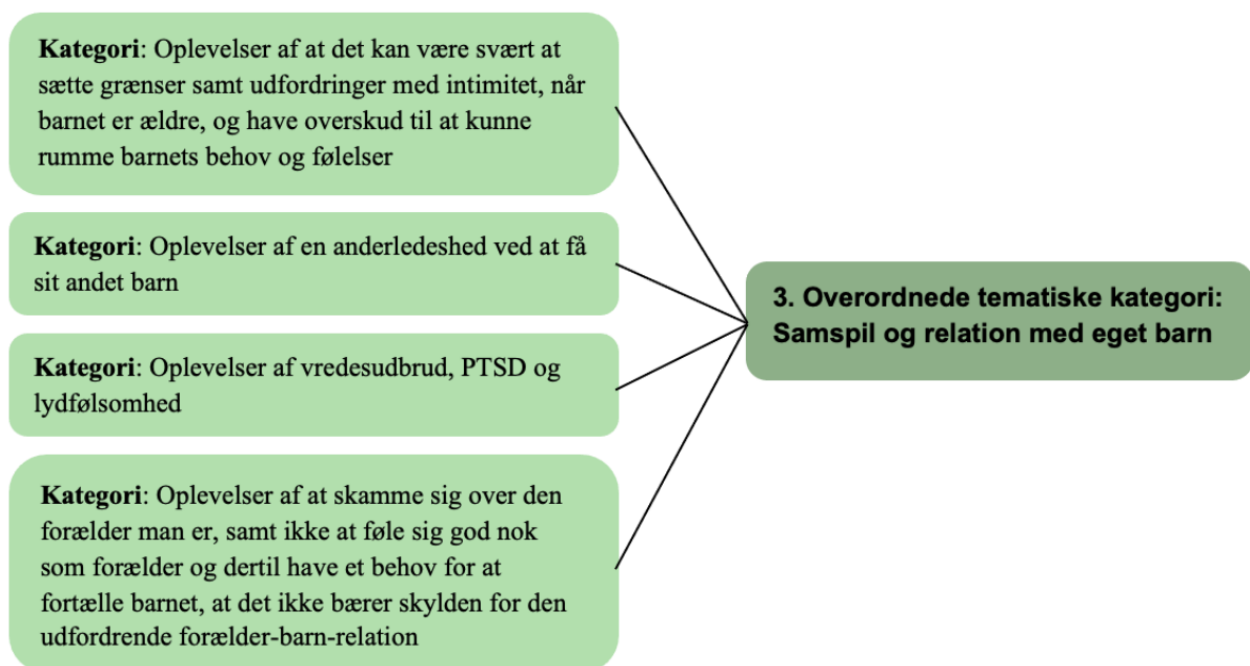 Kategori: Oplevelser af at det kan være svært at
sætte grænser samt udfordringer med intimitet, når
barnet er ældre, og have overskud til at kunne
rumme barnets behov og følelser
Kategori: Oplevelser af en anderledeshed ved at få
sit andet barn
Kategori: Oplevelser af vredesudbrud, PTSD og
lydfølsomhed
Kategori: Oplevelser af at skamme sig over den
forælder man er, samt ikke at føle sig god nok
som forælder og dertil have et behov for at
fortælle barnet, at det ikke bærer skylden for den
udfordrende forælder-barn-relation
3. Overordnede tematiske kategori:
Samspil og relation med eget barn